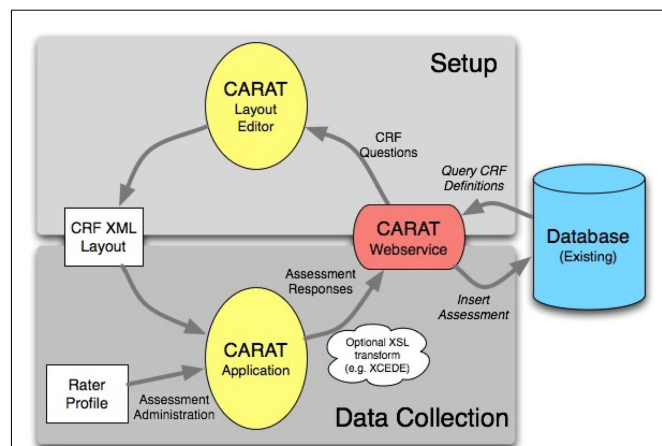 Setup
CARAT
Layout
Editor
CRF
Questions
Query CRF
Definitions
CRF XML
Layout
CARAT
Webservice
Database
(Existing)
Assessment
Responses
Insert
Assessment
CARAT
Application
Optional XSL
transform
(e.g. XCEDE)
Rater
Profile
Assessment
Administration
Data Collection